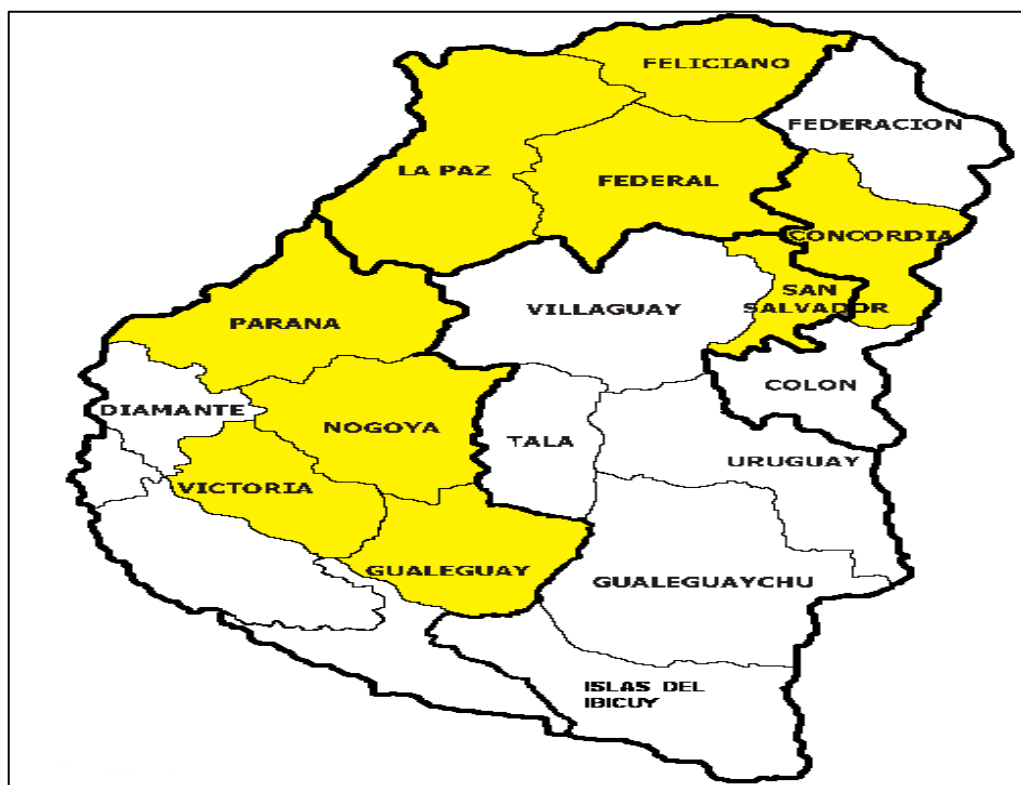 FELICIANO
FEDERACION
LA PAZ
FEDERAL
CONCORDIA
SAN
SALVADOR
VILLAGUAY
PARANA
COLON
DIAMANTE
NOGOYA
TALA
URUGUAY
VICTORIA
GUALEGUAY
GUALEGUAYCHU
ISLAS DEL
IBICUY